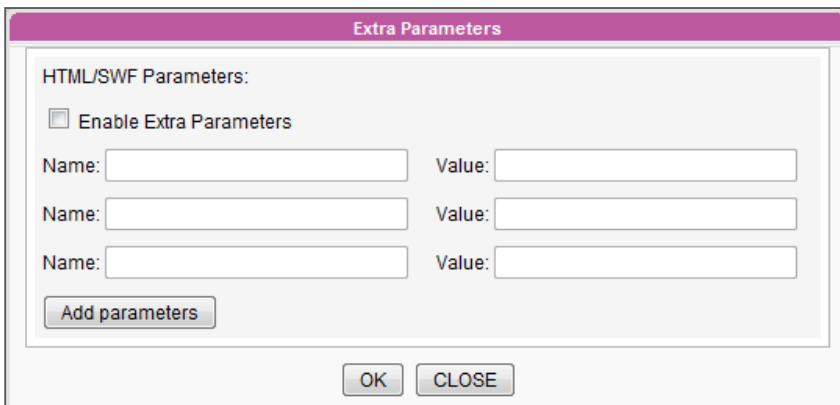 Extra Parameters
HTML/SWF Parameters:
Enable Extra Parameters
Name: Value:
Name: Value:
Name: Value:
Add parameters
OK CLOSE